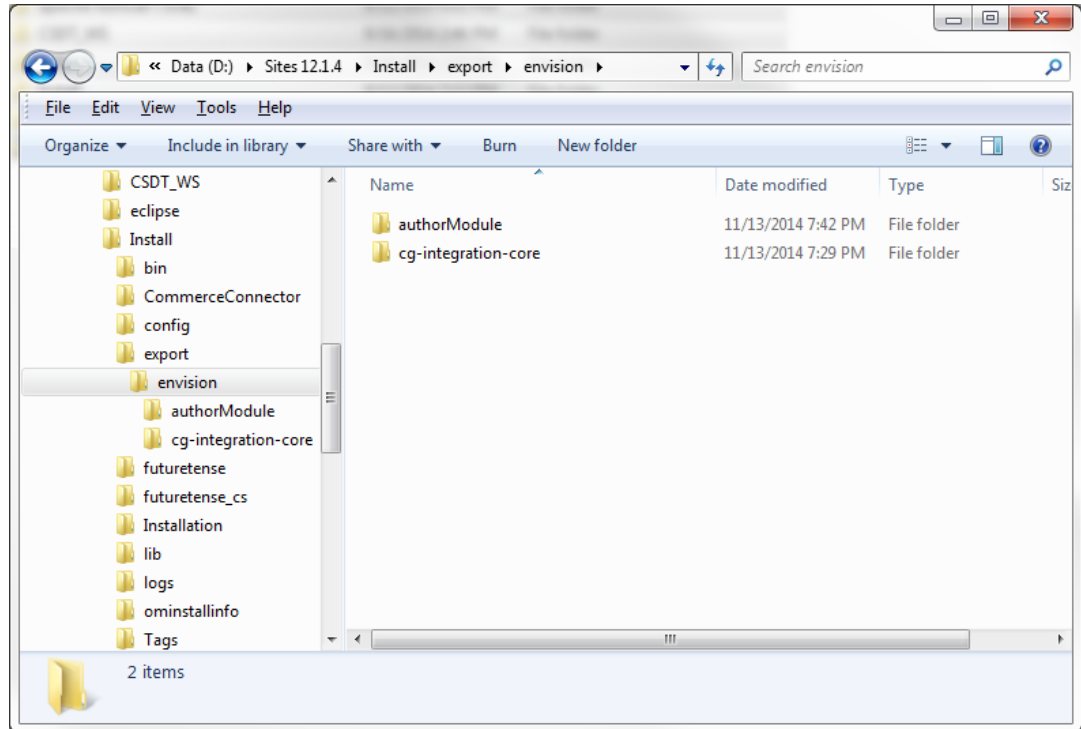 « Data (D:) Sites 12.1.4 Install export envision Search envision
File Edit View Tools Help
Organize Include in library Share with Burn New folder
CSDT_WS
eclipse
Install
bin
CommerceConnector
config
export
envision
authorModule
cg-integration-core
futuretense
futuretense_cs
Installation
lib
logs
ominstallinfo
Tags
Name Date modified Type Siz
authorModule 11/13/2014 7:42 PM File folder
cg-integration-core 11/13/2014 7:29 PM File folder
2 items